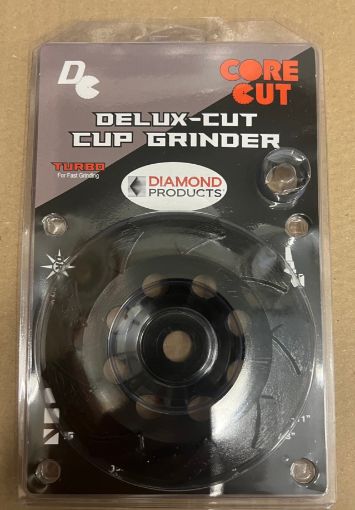 DC
CORE
CUT
DELUX-CUT
CUP GRINDER
TURBO
For Fast Grinding
DIAMOND
PRODUCTS